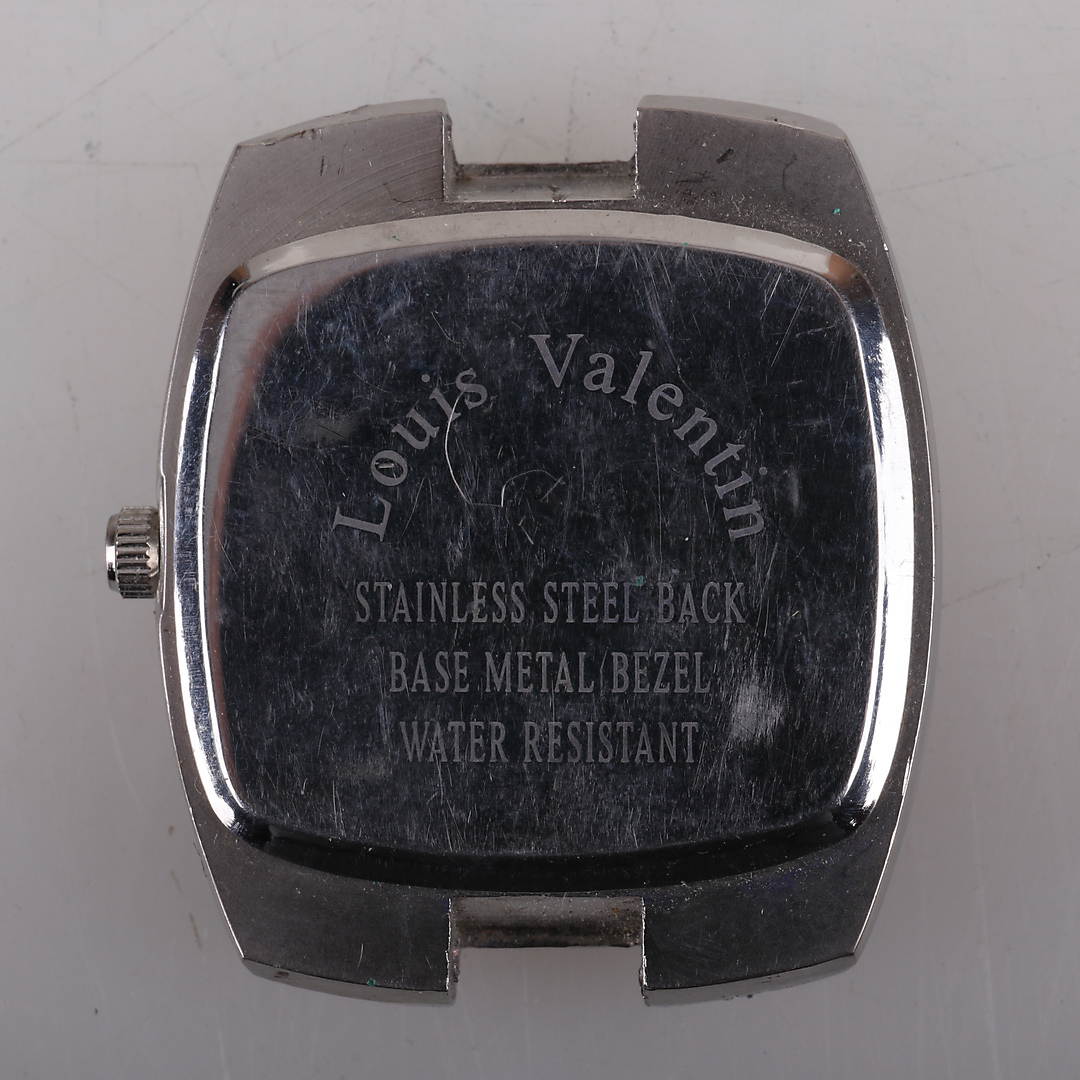 Louis Valentin
STAINLESS STEEL BACK
BASE METAL/BEZEL
WATER RESISTANT